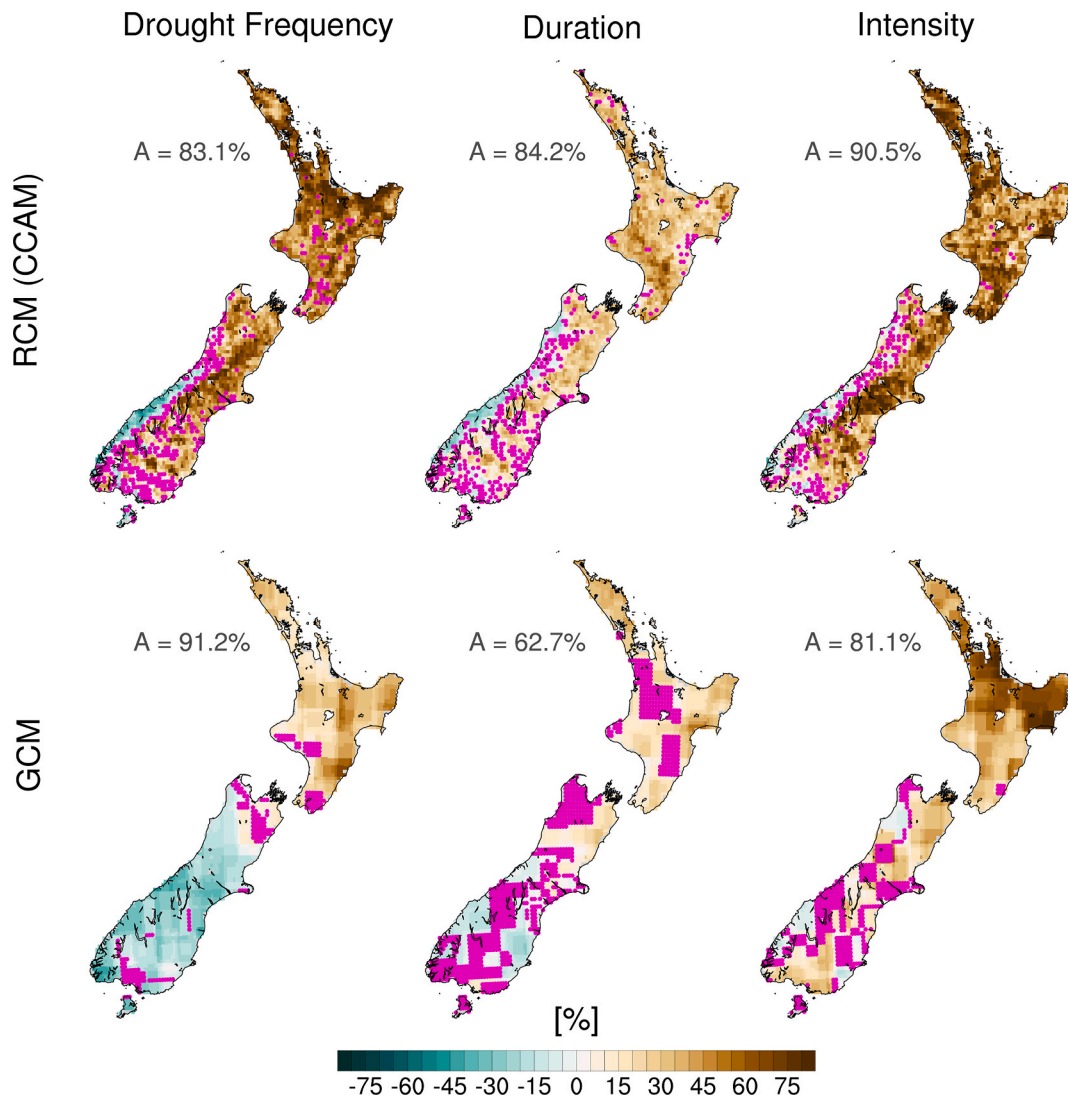 Drought Frequency Duration Intensity
RCM (CCAM)
A = 83.1% A = 84.2% A = 90.5%
GCM
A = 91.2% A = 62.7% A = 81.1%
[%]
-75 -60 -45 -30 -15 0 15 30 45 60 75